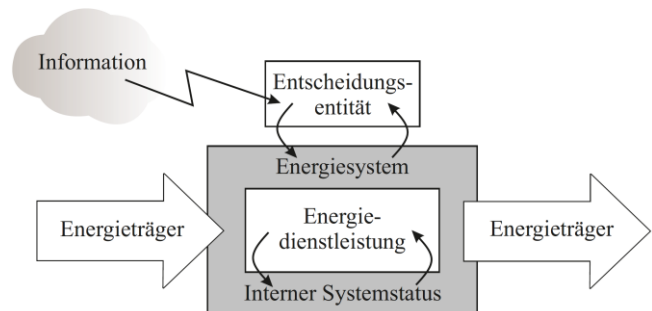 Information
Entscheidungs-
entität
Energiesystem
Energieträger
Energie-
dienstleistung
Energieträger
Interner Systemstatus